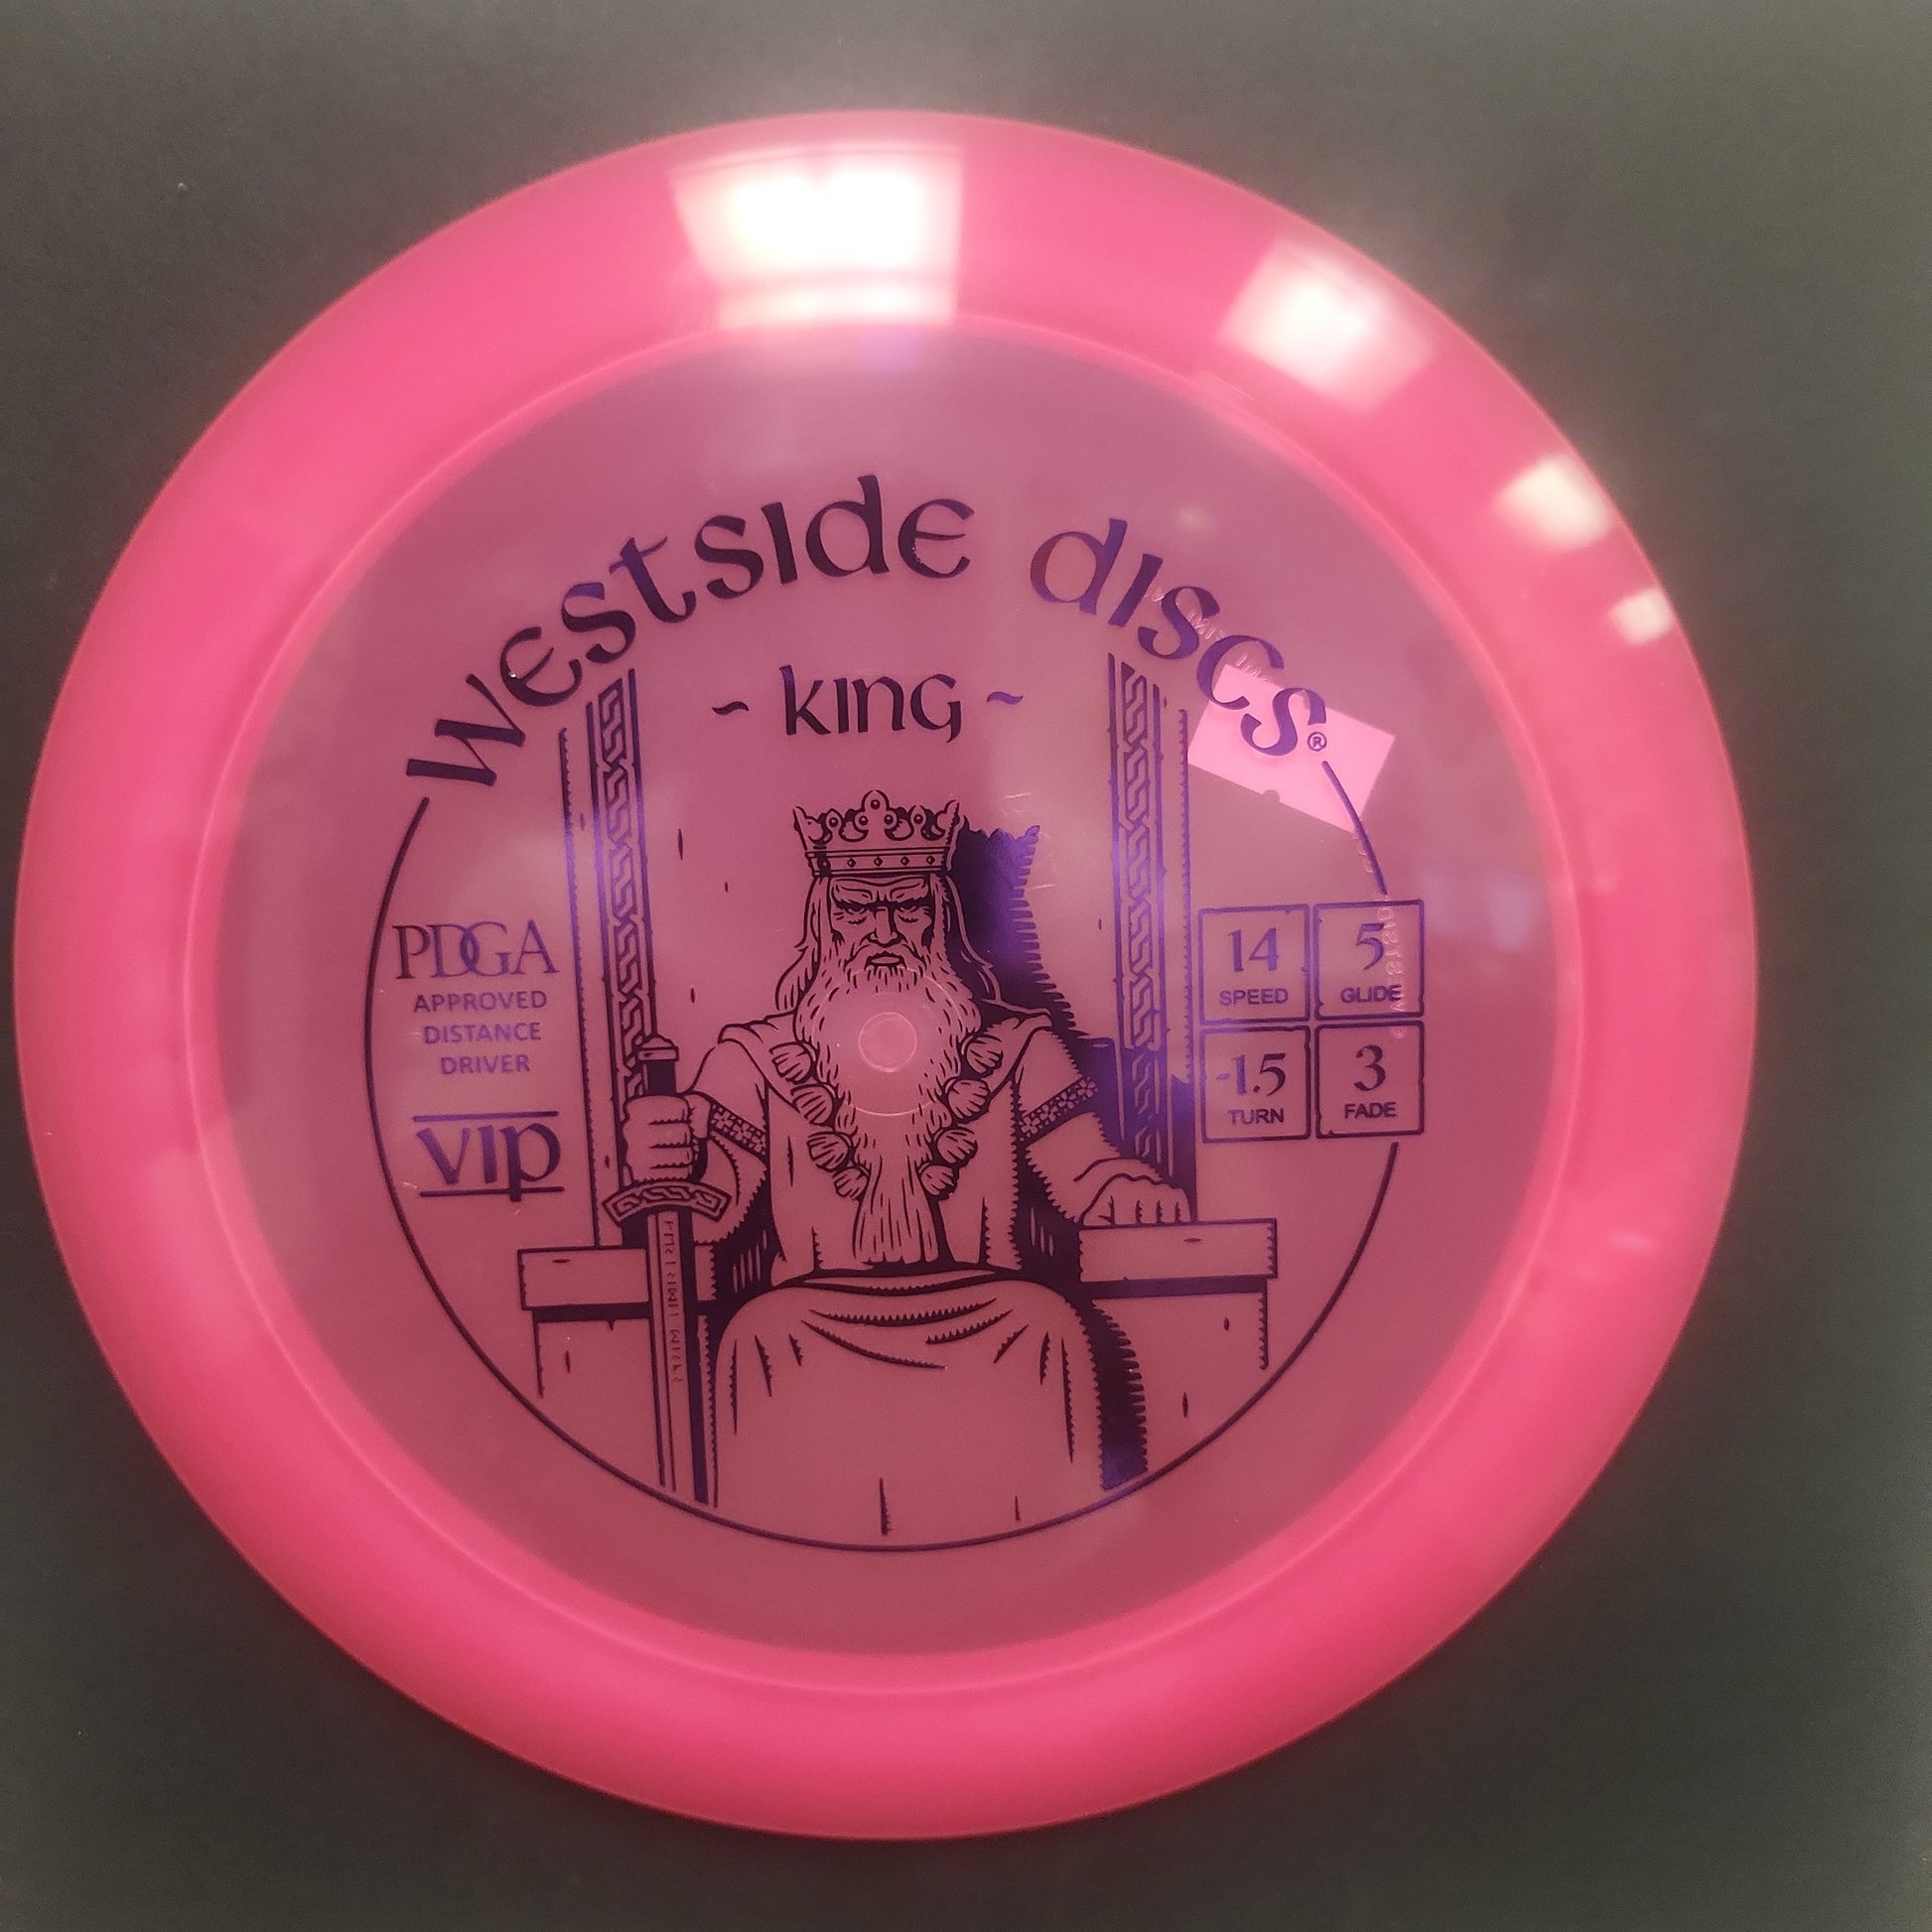 Westside discs®
~ King ~
PDGA
APPROVED
DISTANCE
DRIVER
VIP
14
SPEED
5
GLIDE
-1.5
TURN
3
FADE